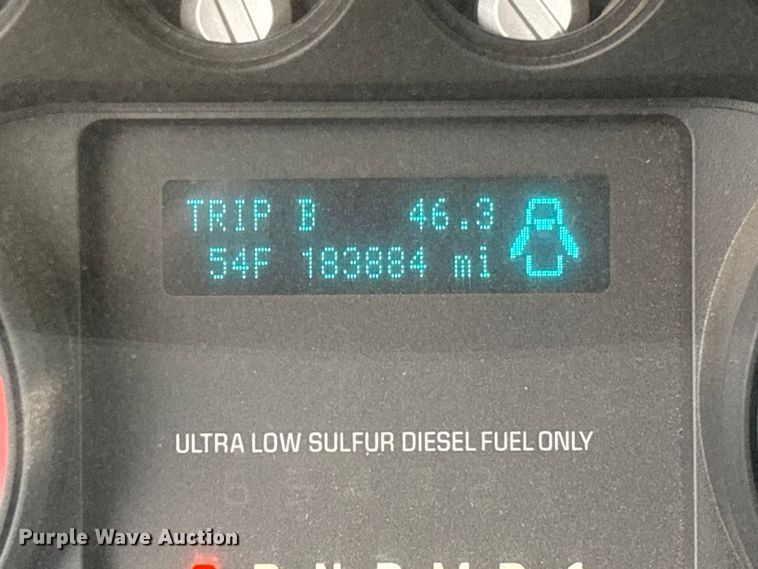 TRIP B 46.3
54F 183884 mi
ULTRA LOW SULFUR DIESEL FUEL ONLY
Purple Wave Auction